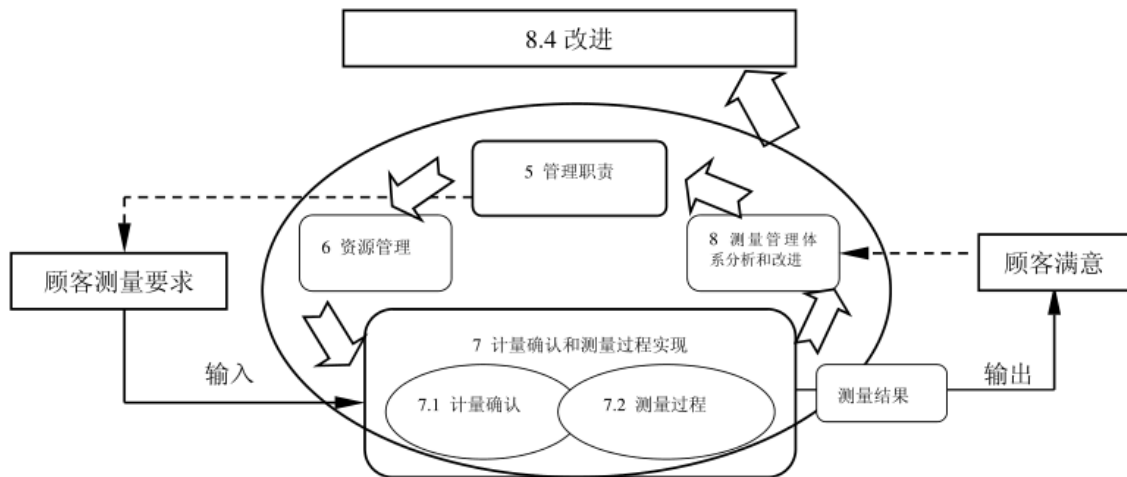 8.4 改进
5 管理职责
6 资源管理
8 测量管理体
系分析和改进
顾客测量要求
顾客满意
7 计量确认和测量过程实现
输入
7.1 计量确认
7.2 测量过程
测量结果
输出